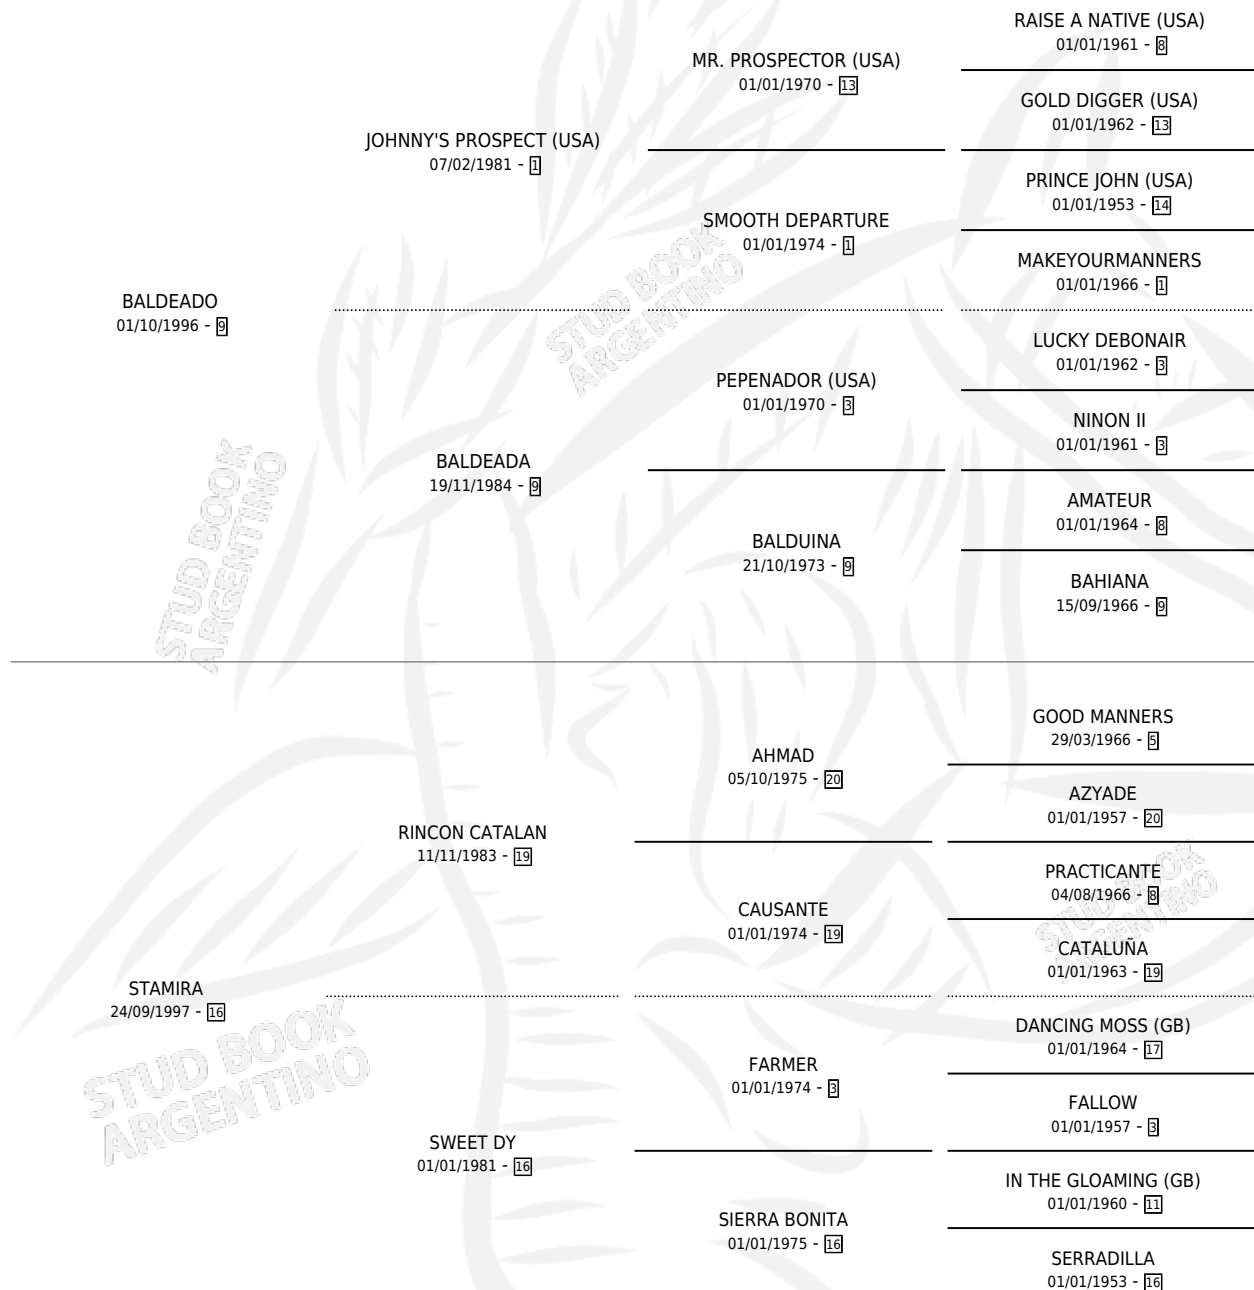 RAISE A NATIVE (USA)
01/01/1961 - 8
MR. PROSPECTOR (USA)
01/01/1970 - 13
GOLD DIGGER (USA)
01/01/1962 - 13
JOHNNY'S PROSPECT (USA)
07/02/1981 - 1
PRINCE JOHN (USA)
01/01/1953 - 14
SMOOTH DEPARTURE
01/01/1974 - 1
MAKEYOURMANNERS
01/01/1966 - 1
BALDEADO
01/10/1996 - 9
LUCKY DEBONAIR
01/01/1962 - 3
PEPENADOR (USA)
01/01/1970 - 3
NINON II
01/01/1961 - 3
BALDEADA
19/11/1984 - 9
AMATEUR
01/01/1964 - 8
BALDUINA
21/10/1973 - 9
BAHIANA
15/09/1966 - 9
GOOD MANNERS
29/03/1966 - 5
AHMAD
05/10/1975 - 20
AZYADE
01/01/1957 - 20
RINCON CATALAN
11/11/1983 - 19
PRACTICANTE
04/08/1966 - 8
CAUSANTE
01/01/1974 - 19
CATALUÑA
01/01/1963 - 19
STAMIRA
24/09/1997 - 16
DANCING MOSS (GB)
01/01/1964 - 17
FARMER
01/01/1974 - 3
FALLOW
01/01/1957 - 3
SWEET DY
01/01/1981 - 16
IN THE GLOAMING (GB)
01/01/1960 - 11
SIERRA BONITA
01/01/1975 - 16
SERRADILLA
01/01/1953 - 16
STUD BOOK
ARGENTINO
STUD BOOK
ARGENTINO
STUD BOOK
ARGENTINO
STUD BOOK
ARGENTINO